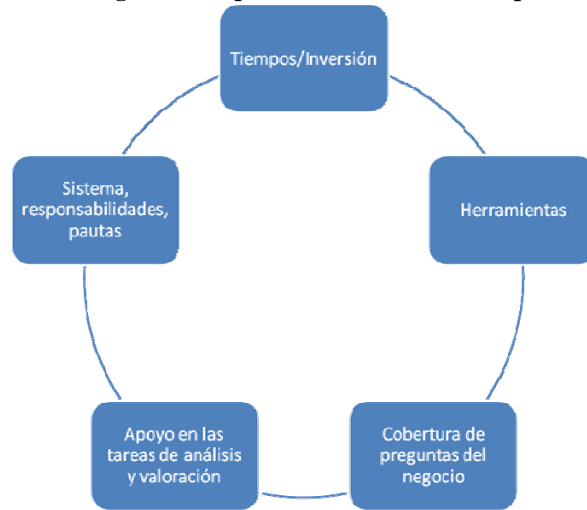 Tiempos/Inversión
Herramientas
Cobertura de
preguntas del
negocio
Apoyo en las
tareas de análisis
y valoración
Sistema,
responsabilidades,
pautas